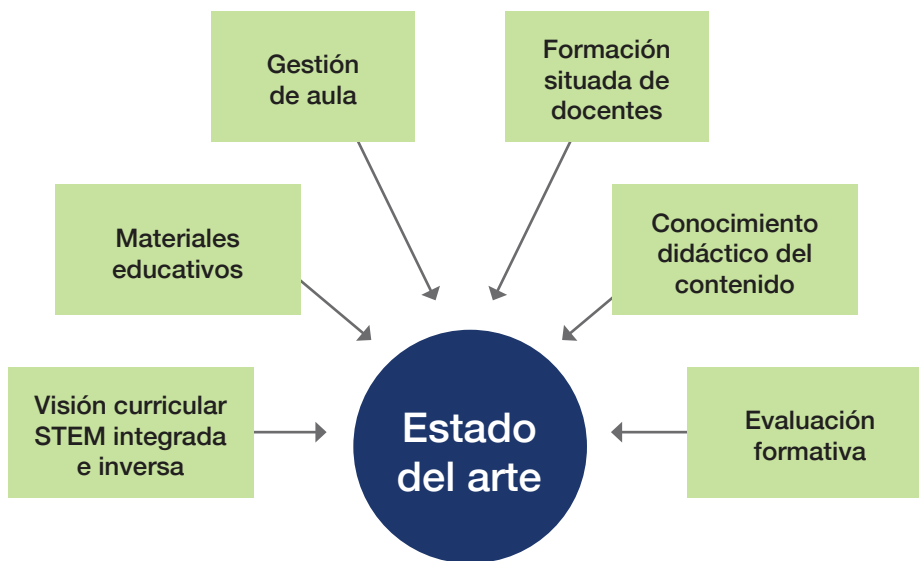 Gestión
de aula
Formación
situada de
docentes
Materiales
educativos
Conocimiento
didáctico del
contenido
Visión curricular
STEM integrada
e inversa
Estado
del arte
Evaluación
formativa